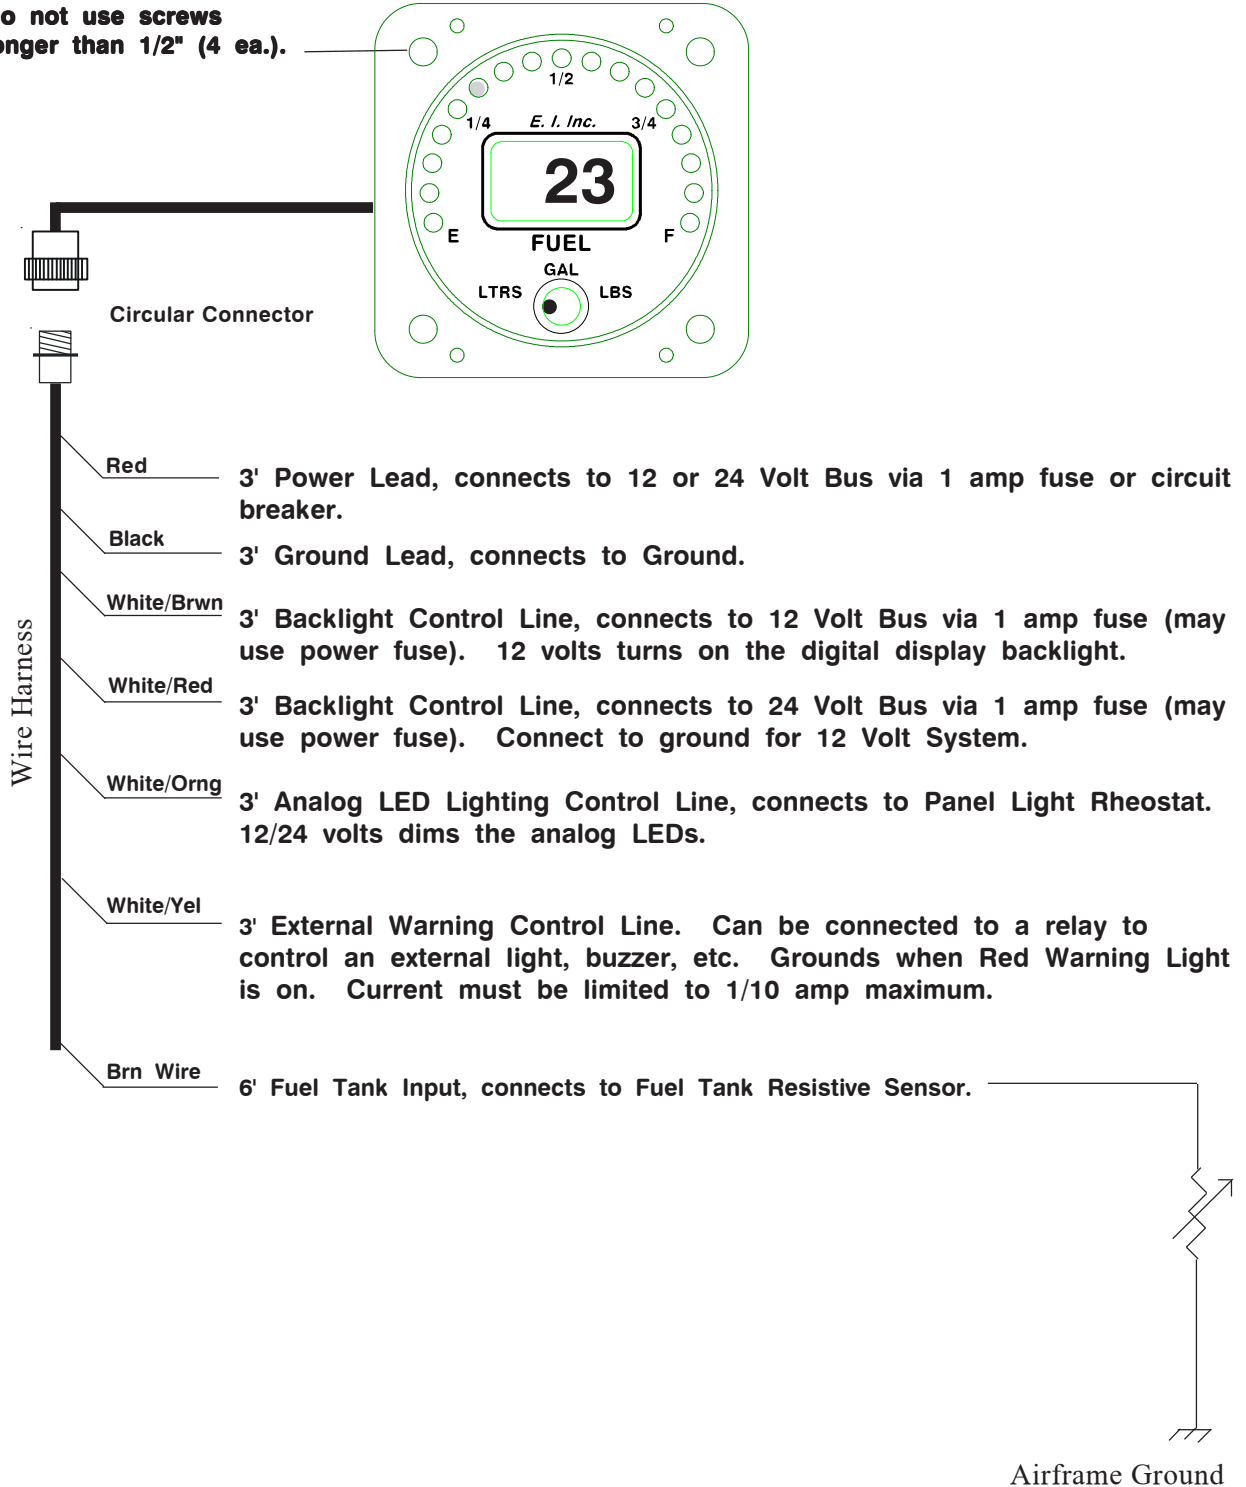 o not use screws
onger than 1/2" (4 ea.).
1/2
1/4
E. I. Inc.
3/4
23
E
FUEL
F
GAL
LTRS
LBS
Circular Connector
Wire Harness
Red
3' Power Lead, connects to 12 or 24 Volt Bus via 1 amp fuse or circuit
breaker.
Black
3' Ground Lead, connects to Ground.
White/Brwn
3' Backlight Control Line, connects to 12 Volt Bus via 1 amp fuse (may
use power fuse). 12 volts turns on the digital display backlight.
White/Red
3' Backlight Control Line, connects to 24 Volt Bus via 1 amp fuse (may
use power fuse). Connect to ground for 12 Volt System.
White/Orng
3' Analog LED Lighting Control Line, connects to Panel Light Rheostat.
12/24 volts dims the analog LEDs.
White/Yel
3' External Warning Control Line. Can be connected to a relay to
control an external light, buzzer, etc. Grounds when Red Warning Light
is on. Current must be limited to 1/10 amp maximum.
Brn Wire
6' Fuel Tank Input, connects to Fuel Tank Resistive Sensor.
Airframe Ground